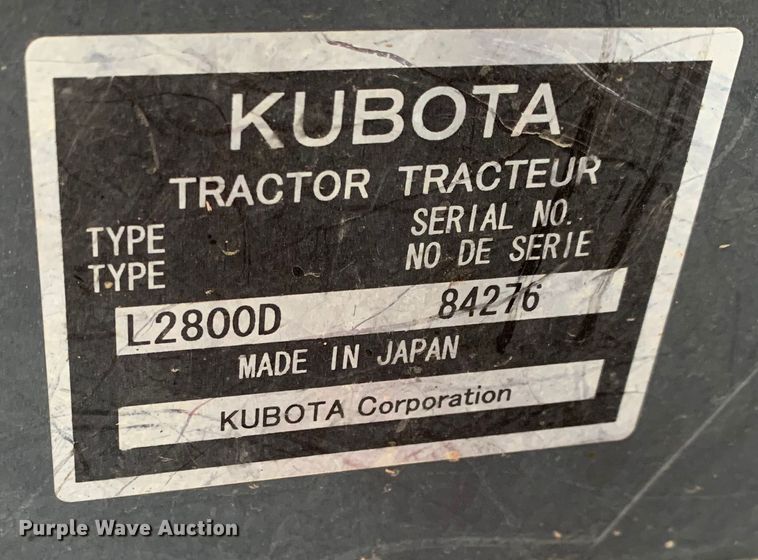 KUBOTA
TRACTOR TRACTEUR
TYPE SERIAL NO.
TYPE NO DE SERIE
L2800D 84276
MADE IN JAPAN
KUBOTA Corporation
Purple Wave Auction